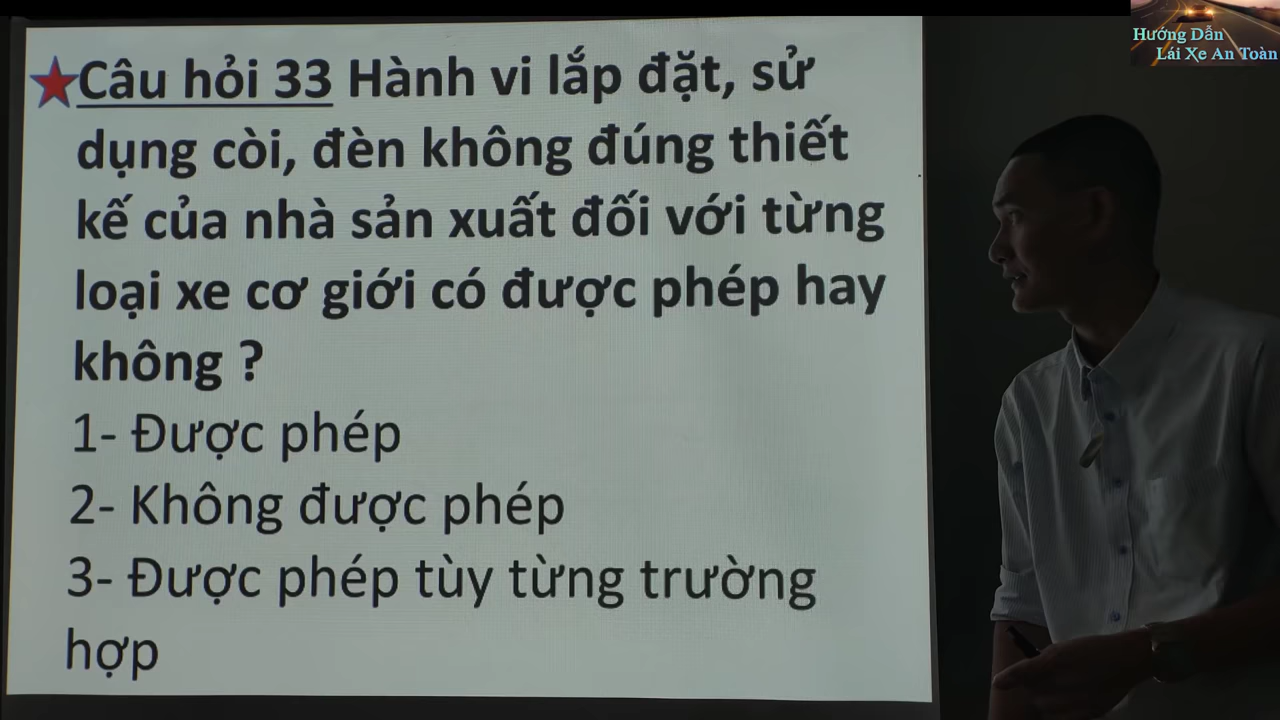 Hướng Dẫn
Lái Xe An Toàn
Câu hỏi 33 Hành vi lắp đặt, sử
dụng còi, đèn không đúng thiết
kế của nhà sản xuất đối với từng
loại xe cơ giới có được phép hay
không ?
1- Được phép
2- Không được phép
3- Được phép tùy từng trường
hợp